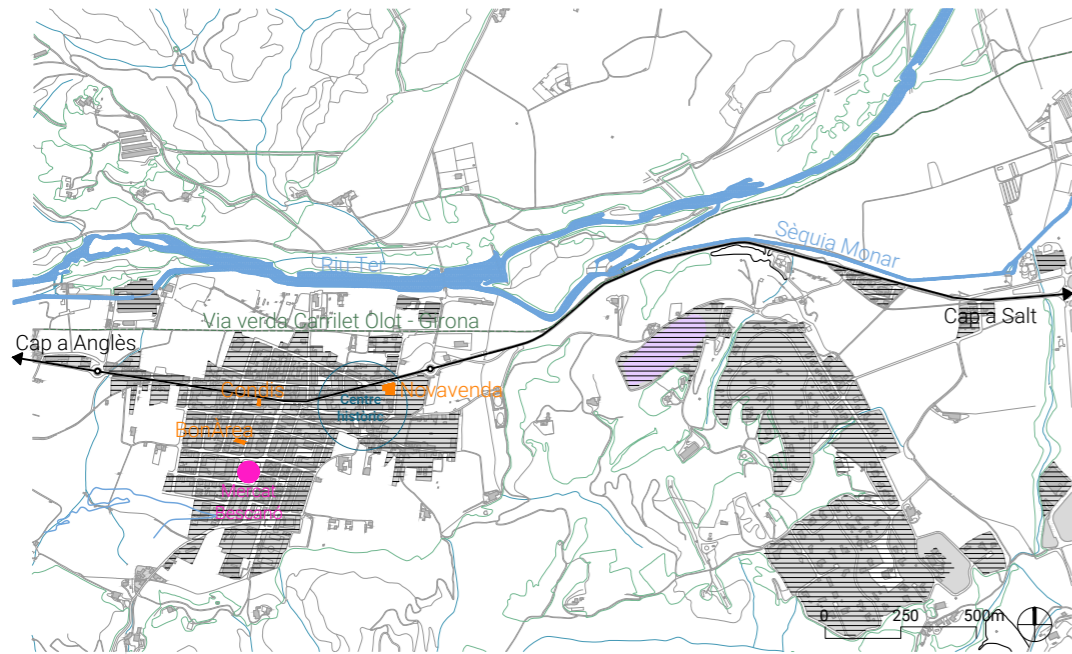 Sèquia Monar
Riu Ter
Via verda Carrilet Olot - Girona
Cap a Salt
Cap a Anglès
Condis
Novavenda
Centre
històric
BonÀrea
Mercat
Setmanal
0 250 500m